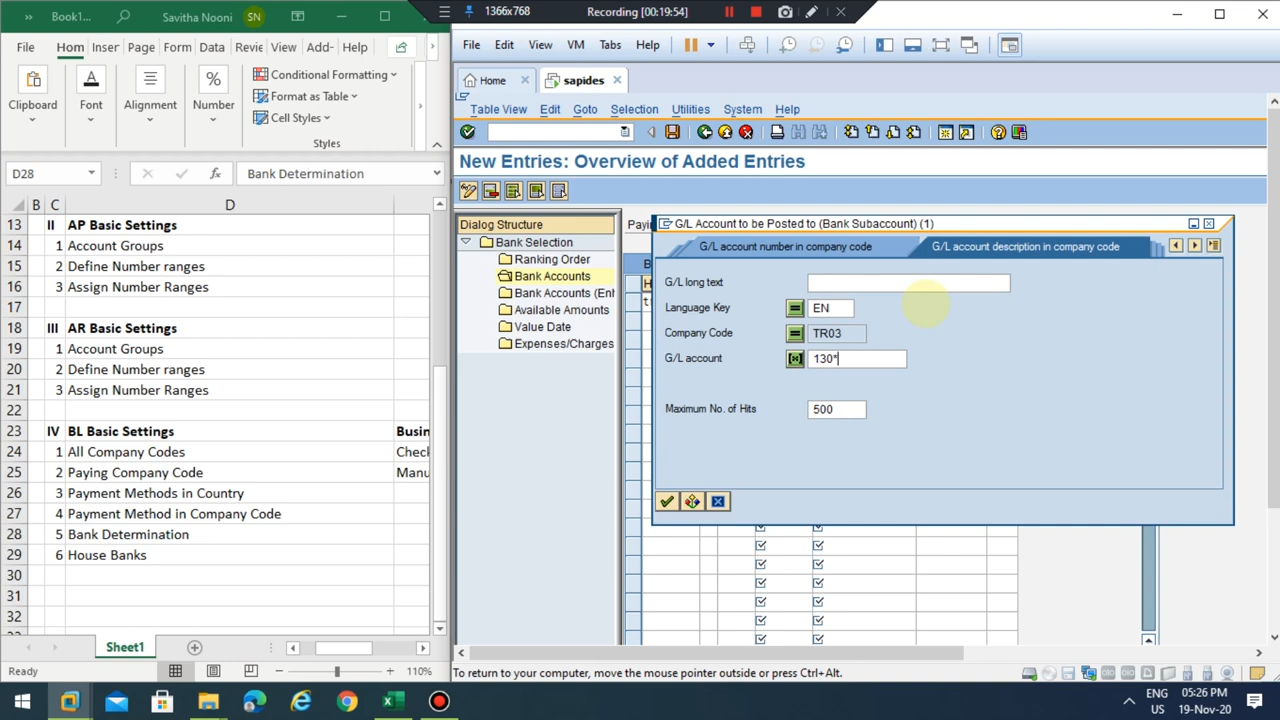 Book1...
Savitha Nooni
SN
File
Hom
Inser
Page
Form
Data
Revie
View
Add-
Help
Clipboard
Font
Alignment
Number
Conditional Formatting
Format as Table
Cell Styles
Styles
D28
fx
Bank Determination
B
C
D
13 II AP Basic Settings
14 1 Account Groups
15 2 Define Number ranges
16 3 Assign Number Ranges
17
18 III AR Basic Settings
19 1 Account Groups
20 2 Define Number ranges
21 3 Assign Number Ranges
22
23 IV BL Basic Settings Busin
24 1 All Company Codes Check
25 2 Paying Company Code Manu
26 3 Payment Methods in Country
27 4 Payment Method in Company Code
28 5 Bank Determination
29 6 House Banks
30
31
32
Sheet1
Ready
110%
1366x768
Recording [00:19:54]
File Edit View VM Tabs Help
Home
sapides
Table View Edit Goto Selection Utilities System Help
New Entries: Overview of Added Entries
Dialog Structure
Bank Selection
Ranking Order
Bank Accounts
Bank Accounts (Enh
Available Amounts
Value Date
Expenses/Charges
Payi
G/L Account to be Posted to (Bank Subaccount) (1)
G/L account number in company code
G/L account description in company code
G/L long text
Language Key EN
Company Code TR03
G/L account 130*
Maximum No. of Hits 500
To return to your computer, move the mouse pointer outside or press Ctrl+Alt.
ENG
US
05:26 PM
19-Nov-20